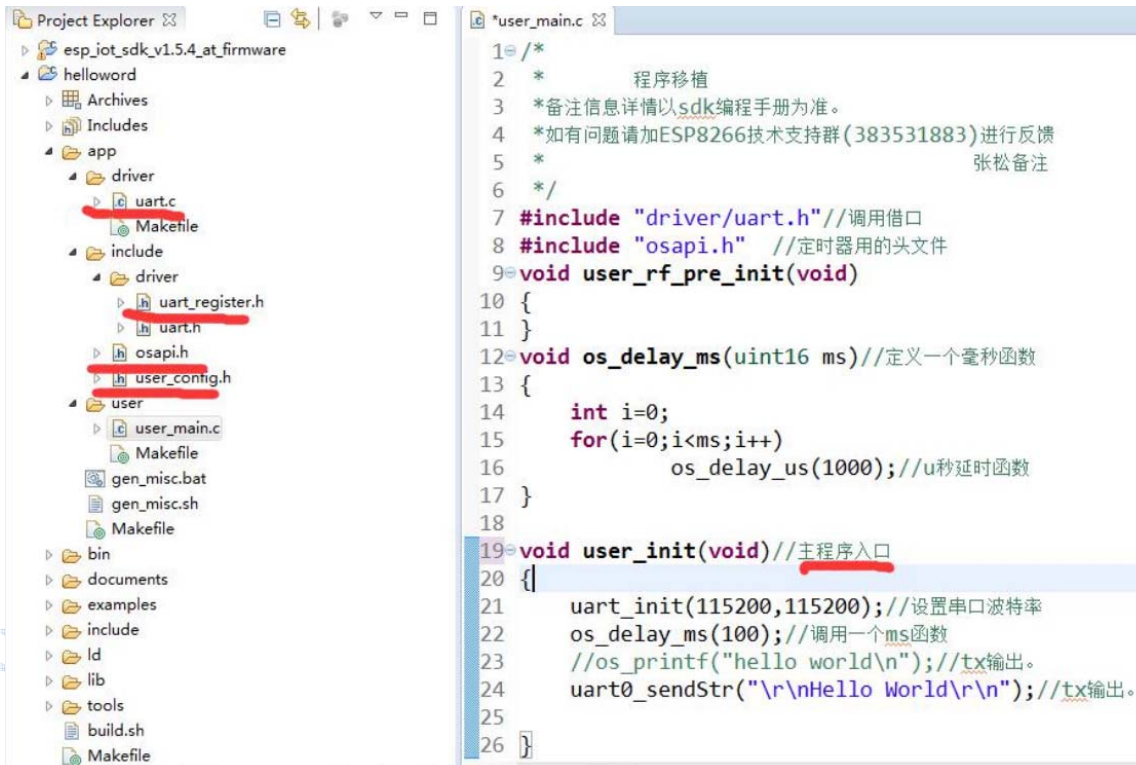 Project Explorer
esp_iot_sdk_v1.5.4_at_firmware
helloword
Archives
Includes
app
driver
uart.c
Makefile
include
driver
uart_register.h
uart.h
osapi.h
user_config.h
user
user_main.c
Makefile
gen_misc.bat
gen_misc.sh
Makefile
bin
documents
examples
include
ld
lib
tools
build.sh
Makefile
*user_main.c
1 /*
2 * 程序移植
3 *备注信息详情以sdk编程手册为准。
4 *如有问题请加ESP8266技术支持群(383531883)进行反馈
5 * 张松备注
6 */
7 #include "driver/uart.h"//调用借口
8 #include "osapi.h" //定时器用的头文件
9 void user_rf_pre_init(void)
10 {
11 }
12 void os_delay_ms(uint16 ms)//定义一个毫秒函数
13 {
14 int i=0;
15 for(i=0;i<ms;i++)
16 os_delay_us(1000);//u秒延时函数
17 }
18
19 void user_init(void)//主程序入口
20 {
21 uart_init(115200,115200);//设置串口波特率
22 os_delay_ms(100);//调用一个ms函数
23 //os_printf("hello world\n");//tx输出。
24 uart0_sendStr("\r\nHello World\r\n");//tx输出。
25
26 }